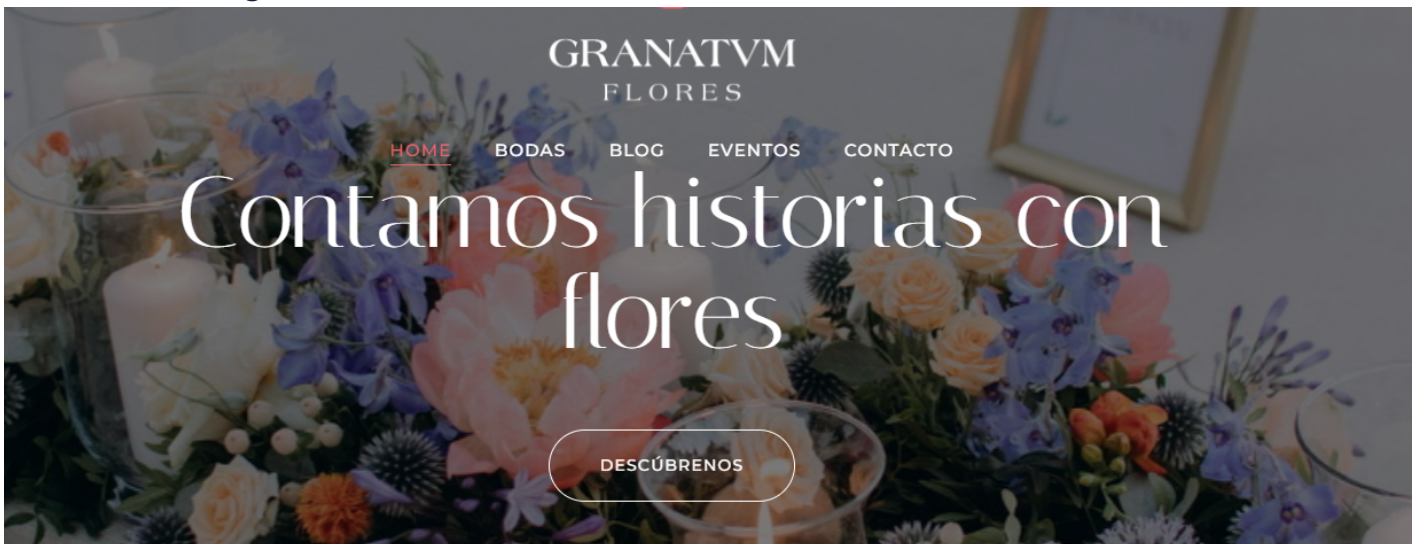 GRANATVM
FLORES
HOME BODAS BLOG EVENTOS CONTACTO
Contamos historias con
flores
DESCÚBRENOS